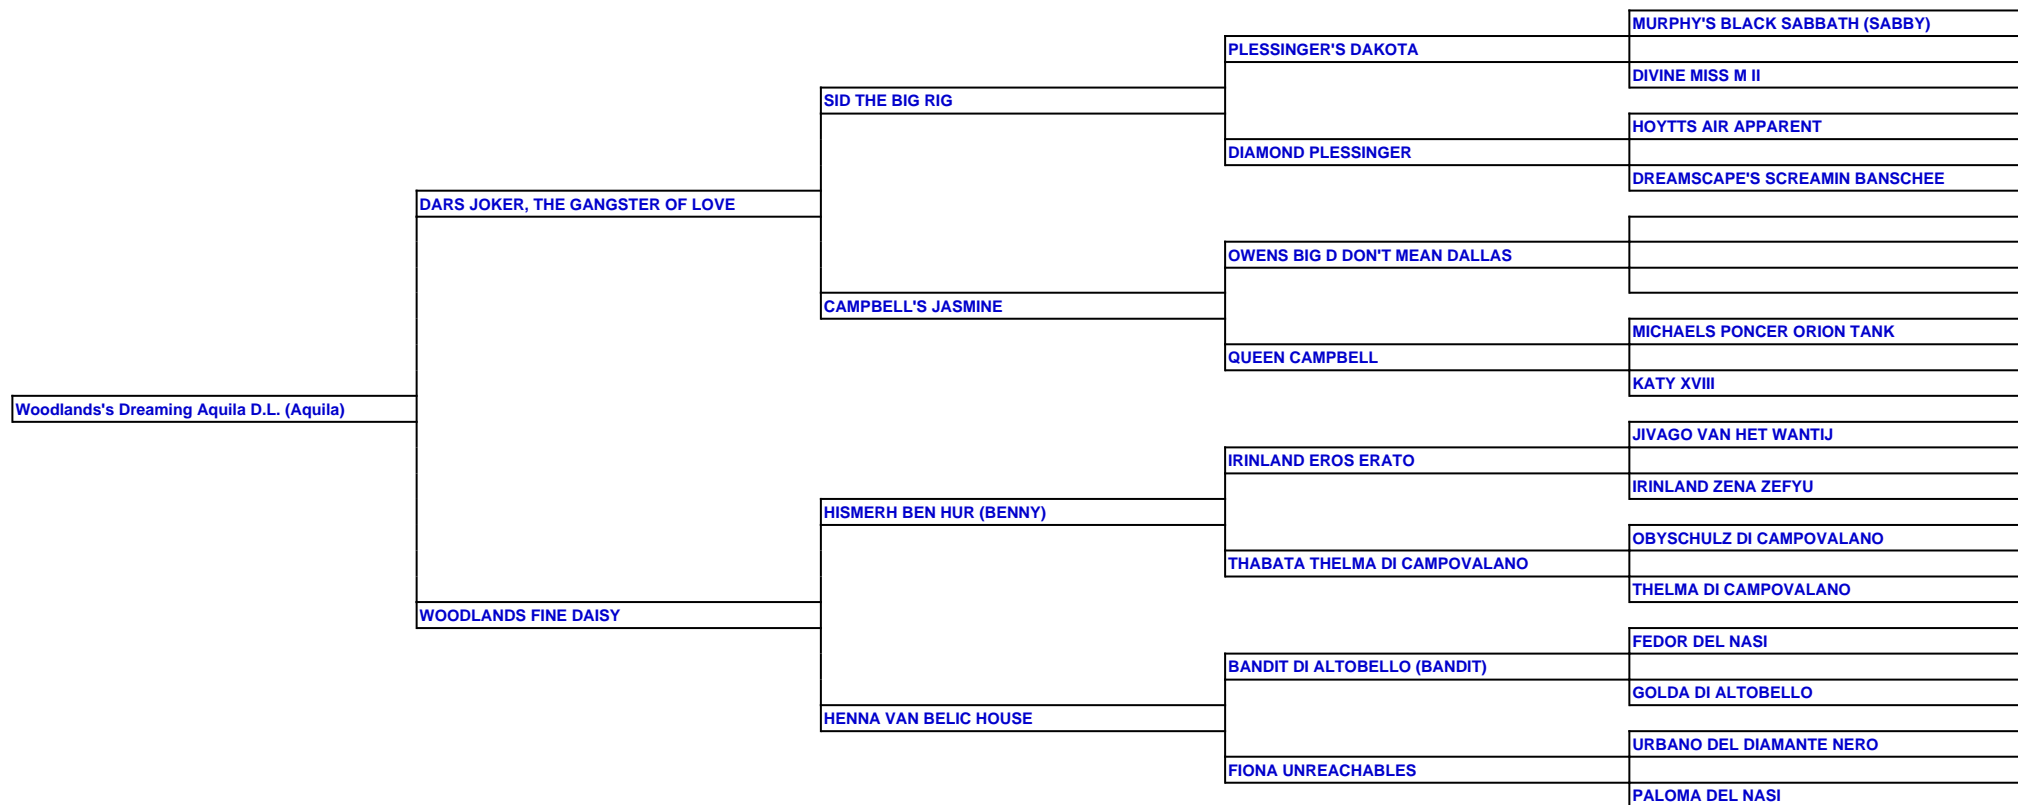 MURPHY'S BLACK SABBATH (SABBY)
PLESSINGER'S DAKOTA
DIVINE MISS M II
SID THE BIG RIG
HOYTTS AIR APPARENT
DIAMOND PLESSINGER
DREAMSCAPE'S SCREAMIN BANSCHEE
DARS JOKER, THE GANGSTER OF LOVE
OWENS BIG D DON'T MEAN DALLAS
CAMPBELL'S JASMINE
MICHAELS PONCER ORION TANK
QUEEN CAMPBELL
KATY XVIII
Woodlands's Dreaming Aquila D.L. (Aquila)
JIVAGO VAN HET WANTIJ
IRINLAND EROS ERATO
IRINLAND ZENA ZEFYU
HISMERH BEN HUR (BENNY)
OBYSCHULZ DI CAMPOVALANO
THABATA THELMA DI CAMPOVALANO
THELMA DI CAMPOVALANO
WOODLANDS FINE DAISY
FEDOR DEL NASI
BANDIT DI ALTOBELLO (BANDIT)
GOLDA DI ALTOBELLO
HENNA VAN BELIC HOUSE
URBANO DEL DIAMANTE NERO
FIONA UNREACHABLES
PALOMA DEL NASI